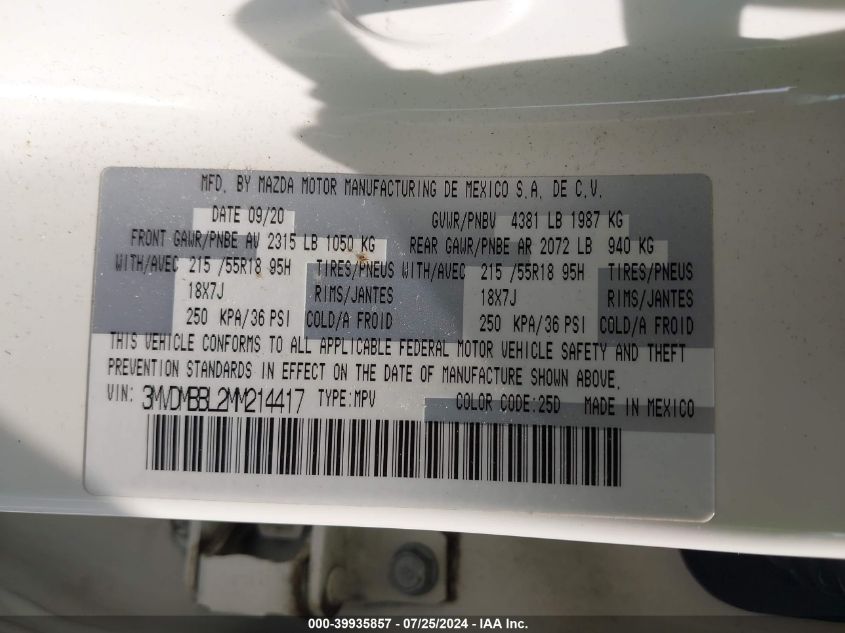 MFD. BY MAZDA MOTOR MANUFACTURING DE MEXICO S.A. DE C.V.
DATE 09/20 GVWR/PNBV 4381 LB 1987 KG
FRONT GAWR/PNBE AV 2315 LB 1050 KG REAR GAWR/PNBE AR 2072 LB 940 KG
WITH/AVEC 215 /55R18 95H TIRES/PNEUS WITH/AVEC 215 /55R18 95H TIRES/PNEUS
18X7J RIMS/JANTES 18X7J RIMS/JANTES
250 KPA/36 PSI COLD/A FROID 250 KPA/36 PSI COLD/A FROID
THIS VEHICLE CONFORMS TO ALL APPLICABLE FEDERAL MOTOR VEHICLE SAFETY AND THEFT
PREVENTION STANDARDS IN EFFECT ON THE DATE OF MANUFACTURE SHOWN ABOVE.
VIN: 3MVDMBBL2MM214417 TYPE:MPV COLOR CODE:25D MADE IN MEXICO
000-39935857 / 07/25/2024 - IAA Inc.